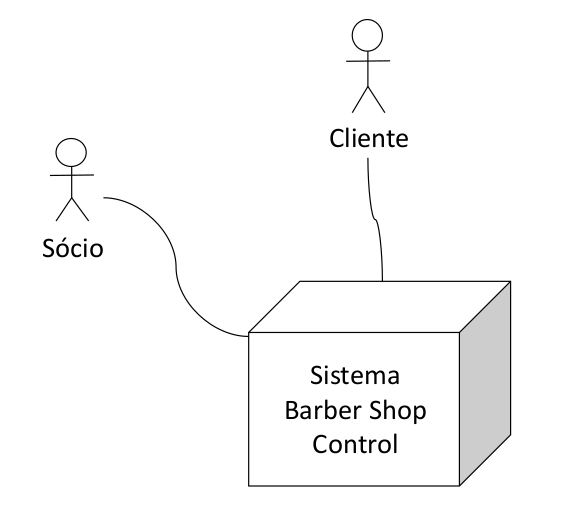 Cliente
Sócio
Sistema
Barber Shop
Control